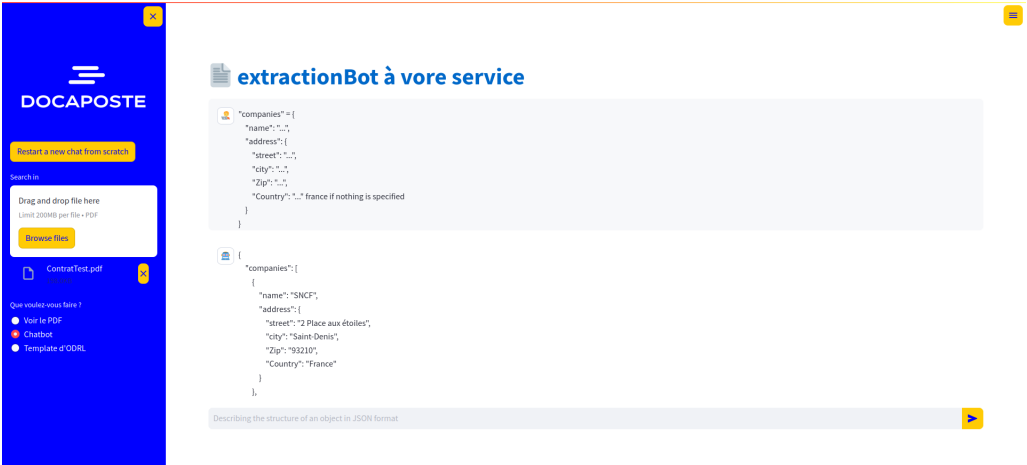 DOCAPOSTE
Restart a new chat from scratch
Search in
Drag and drop file here
Limit 200MB per file • PDF
Browse files
ContratTest.pdf
Que voulez-vous faire ?
Voir le PDF
Chatbot
Template d'ODRL
extractionBot à vore service
"companies" = {
"name": "...",
"address": {
"street": "...",
"city": "...",
"Zip": "...",
"Country": "..." france if nothing is specified
}
}
{
"companies": [
{
"name": "SNCF",
"address": {
"street": "2 Place aux étoiles",
"city": "Saint-Denis",
"Zip": "93210",
"Country": "France"
}
},
Describing the structure of an object in JSON format